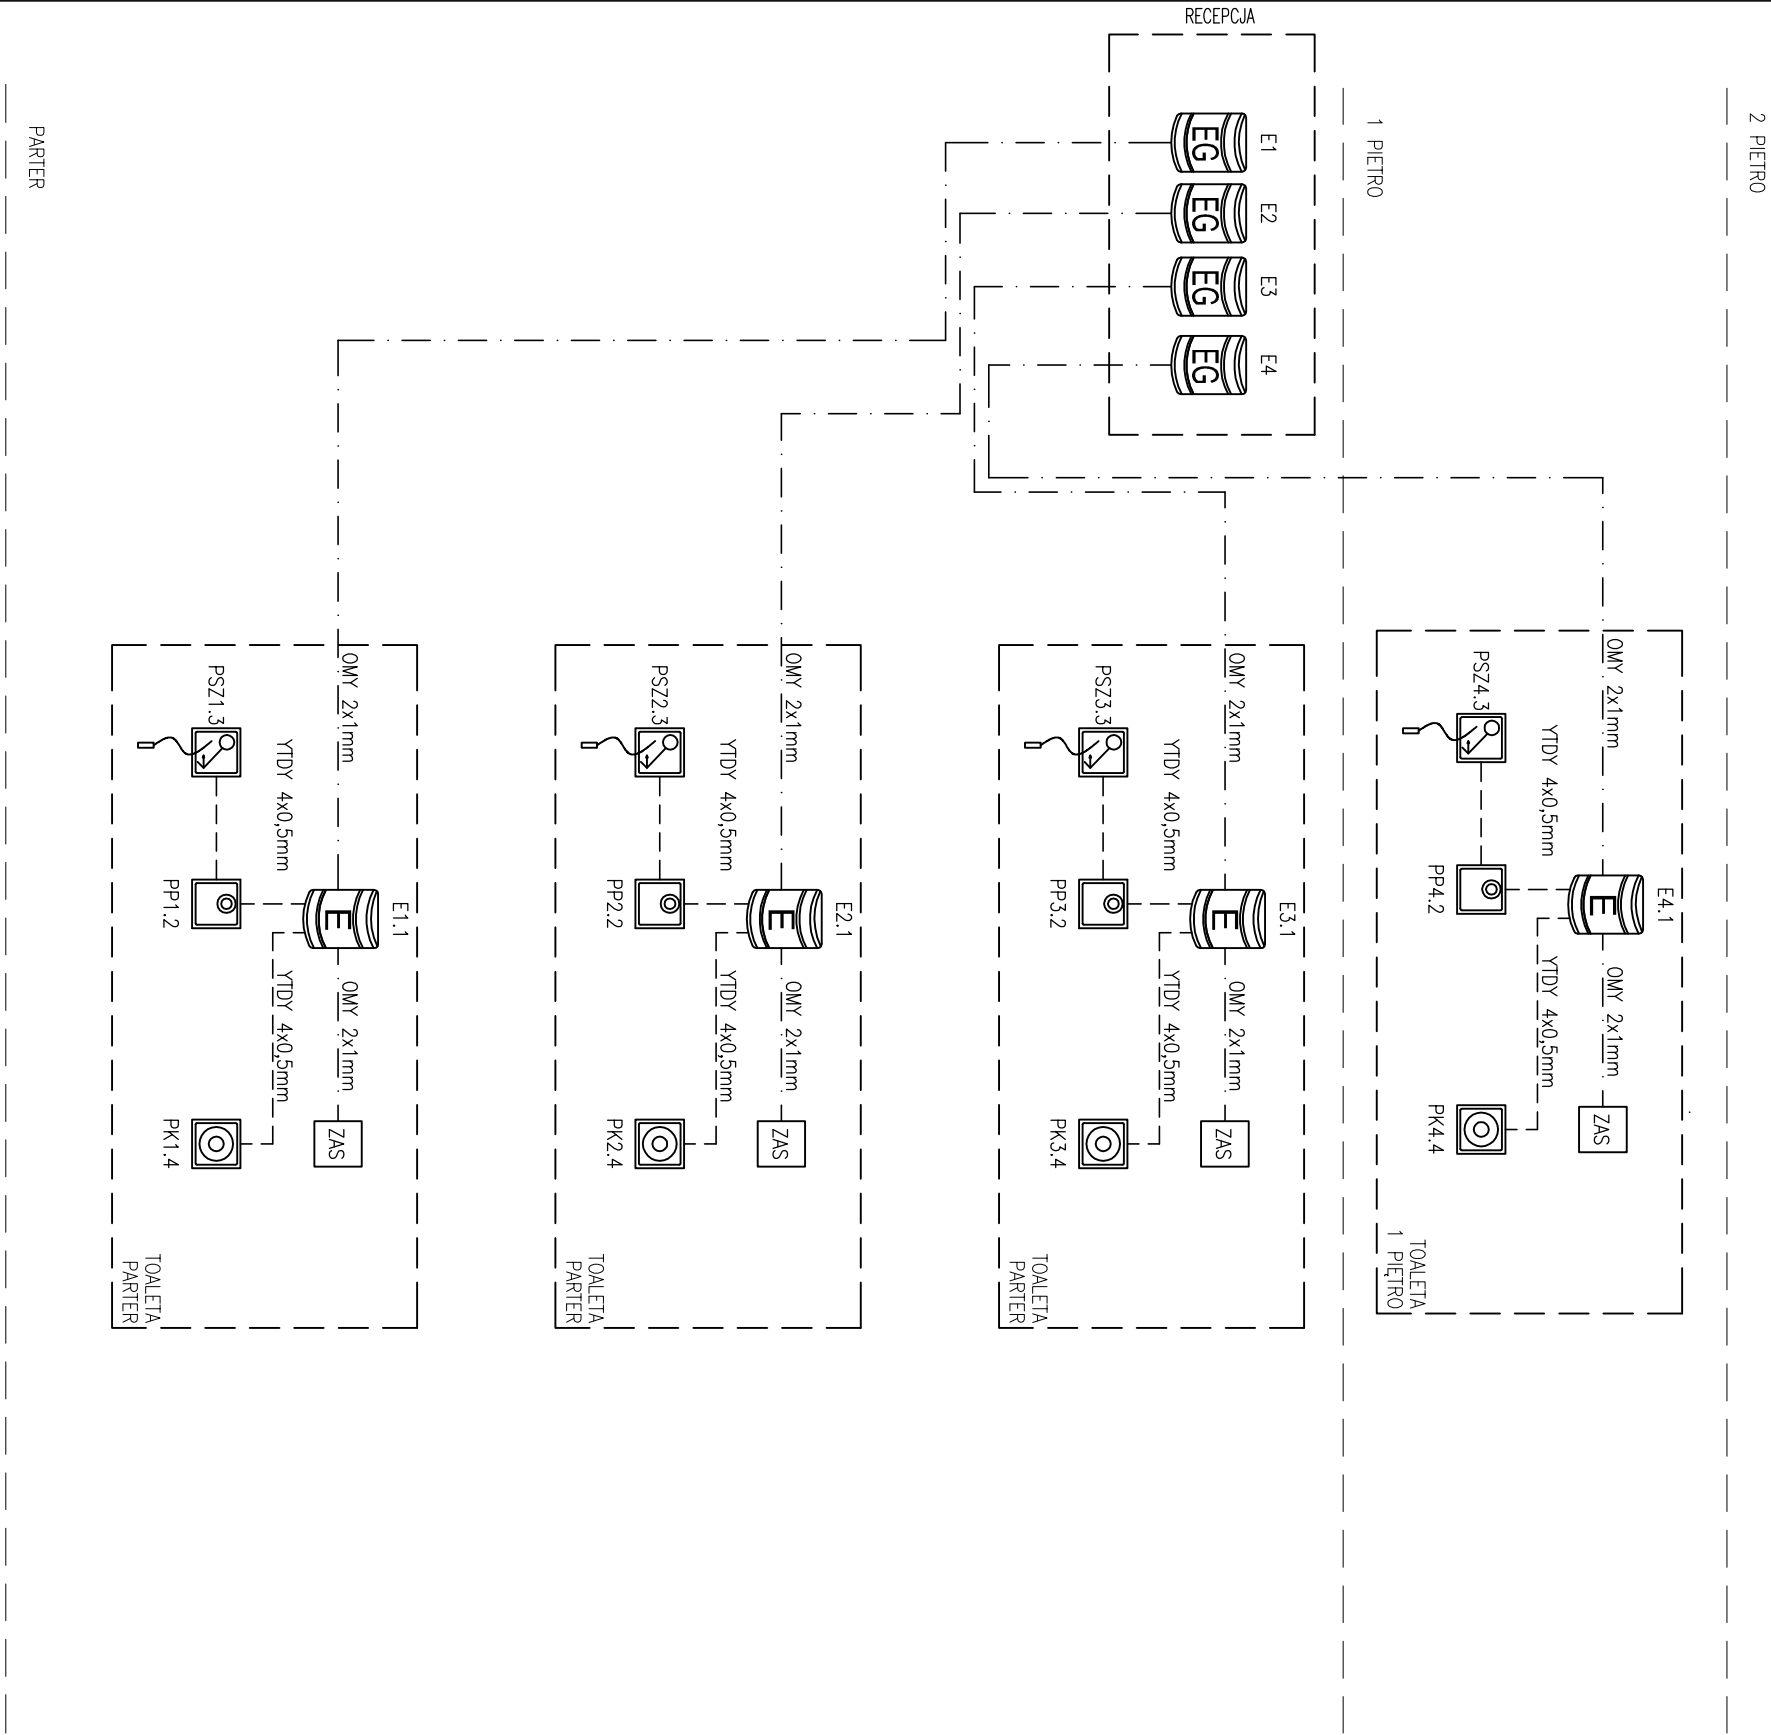 RECEPCJA
2 PIETRO
1 PIETRO
PARTER
E1
EG
E2
EG
E3
EG
E4
EG
OMY 2x1mm
PSZ4.3
YTDY 4x0,5mm
E4.1
E
PP4.2
OMY 2x1mm
YTDY 4x0,5mm
ZAS
PK4.4
TOALETA
1 PIĘTRO
OMY 2x1mm
PSZ3.3
YTDY 4x0,5mm
E3.1
E
PP3.2
OMY 2x1mm
YTDY 4x0,5mm
ZAS
PK3.4
TOALETA
PARTER
OMY 2x1mm
PSZ2.3
YTDY 4x0,5mm
E2.1
E
PP2.2
OMY 2x1mm
YTDY 4x0,5mm
ZAS
PK2.4
TOALETA
PARTER
OMY 2x1mm
PSZ1.3
YTDY 4x0,5mm
E1.1
E
PP1.2
OMY 2x1mm
YTDY 4x0,5mm
ZAS
PK1.4
TOALETA
PARTER